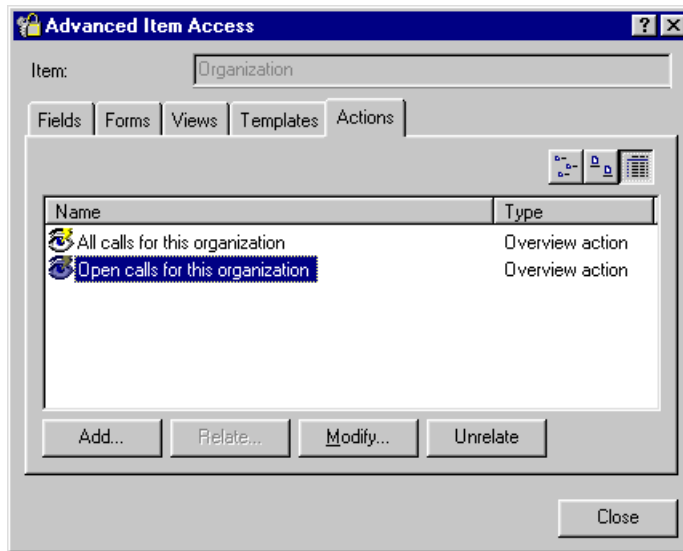 Advanced Item Access
Item: Organization
Fields Forms Views Templates Actions
Name Type
All calls for this organization Overview action
Open calls for this organization Overview action
Add... Relate... Modify... Unrelate
Close